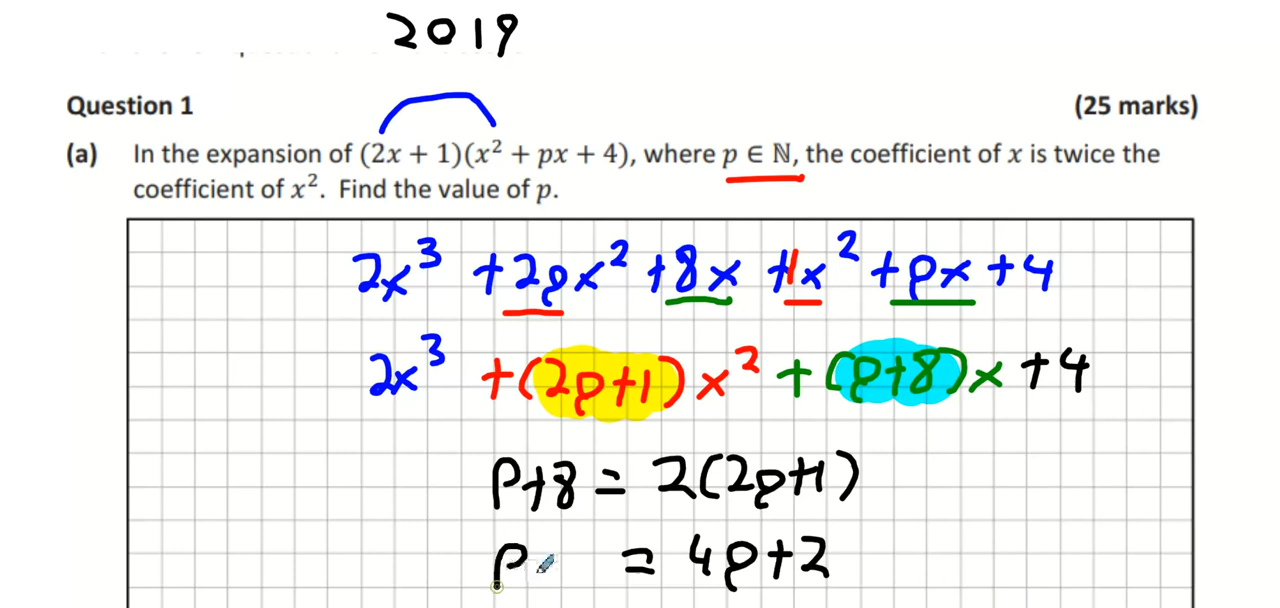 2019
Question 1 (25 marks)
(a) In the expansion of (2x + 1)(x² + px + 4), where p ∈ ℕ, the coefficient of x is twice the
coefficient of x². Find the value of p.
2x³ + 2px² + 8x + 1x² + px + 4
2x³ + (2p+1)x² + (p+8)x + 4
p+8 = 2(2p+1)
p = 4p+2